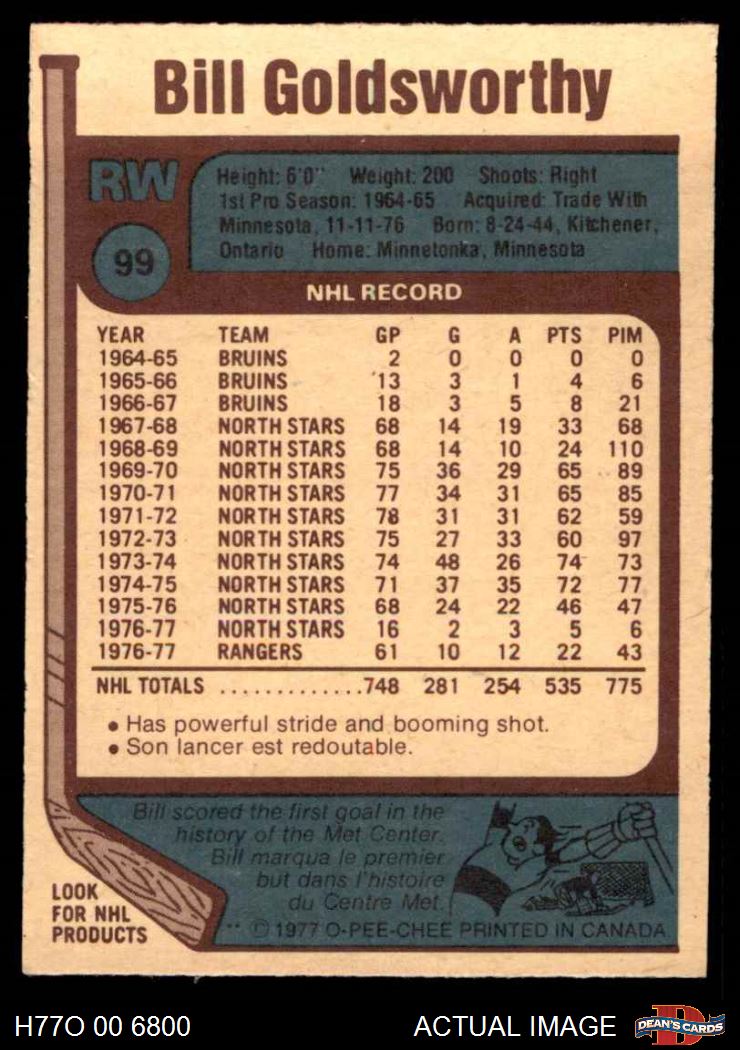 Bill Goldsworthy
RW
99
Height: 6'0" Weight: 200 Shoots: Right
1st Pro Season: 1964-65 Acquired: Trade With
Minnesota, 11-11-76 Born: 8-24-44, Kitchener,
Ontario Home: Minnetonka, Minnesota
NHL RECORD
YEAR TEAM GP G A PTS PIM
1964-65 BRUINS 2 0 0 0 0
1965-66 BRUINS 13 3 1 4 6
1966-67 BRUINS 18 3 5 8 21
1967-68 NORTH STARS 68 14 19 33 68
1968-69 NORTH STARS 68 14 10 24 110
1969-70 NORTH STARS 75 36 29 65 89
1970-71 NORTH STARS 77 34 31 65 85
1971-72 NORTH STARS 78 31 31 62 59
1972-73 NORTH STARS 75 27 33 60 97
1973-74 NORTH STARS 74 48 26 74 73
1974-75 NORTH STARS 71 37 35 72 77
1975-76 NORTH STARS 68 24 22 46 47
1976-77 NORTH STARS 16 2 3 5 6
1976-77 RANGERS 61 10 12 22 43
NHL TOTALS .............748 281 254 535 775
• Has powerful stride and booming shot.
• Son lancer est redoutable.
Bill scored the first goal in the
history of the Met Center.
Bill marqua le premier
but dans l'histoire
du Centre Met.
LOOK
FOR NHL
PRODUCTS
** © 1977 O-PEE-CHEE PRINTED IN CANADA
H77O 00 6800 ACTUAL IMAGE
D
DEAN'S CARDS